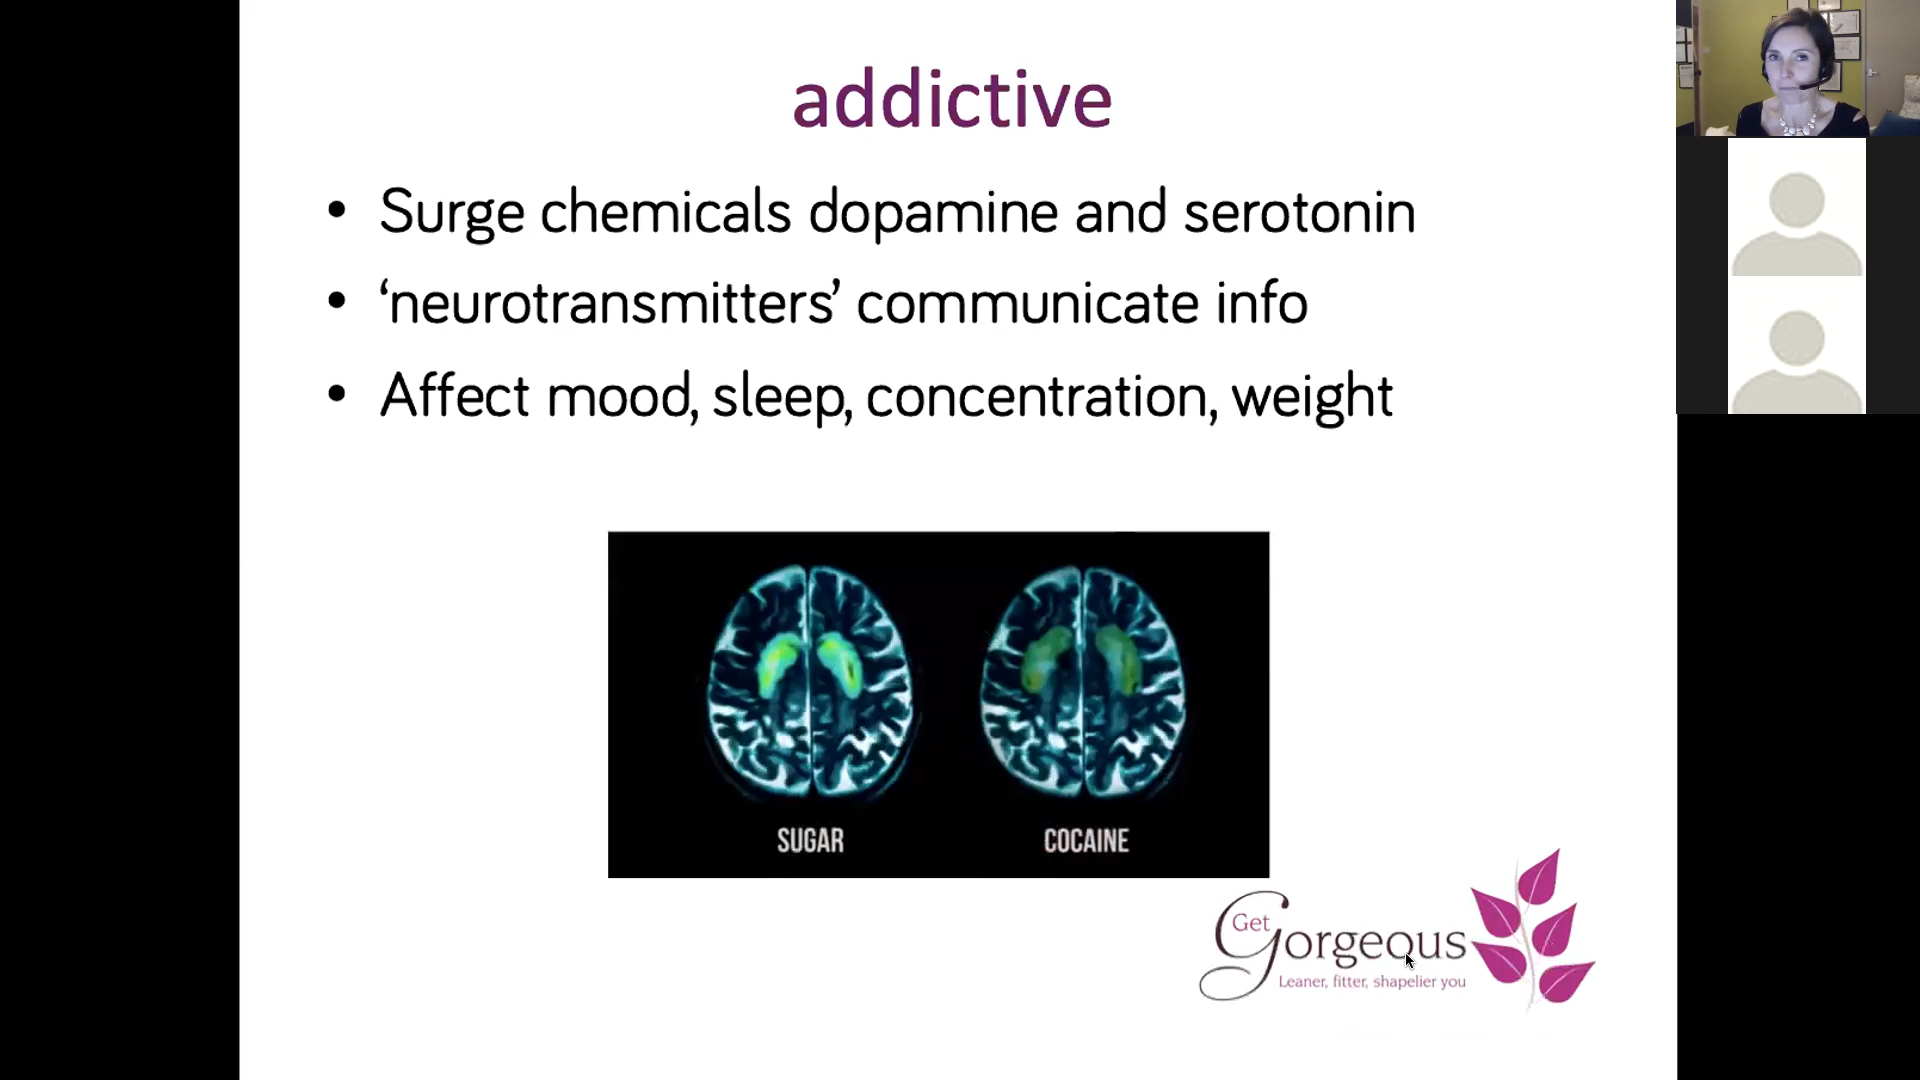 addictive
• Surge chemicals dopamine and serotonin
• ‘neurotransmitters’ communicate info
• Affect mood, sleep, concentration, weight
SUGAR COCAINE
Get
Gorgeous
Leaner, fitter, shapelier you